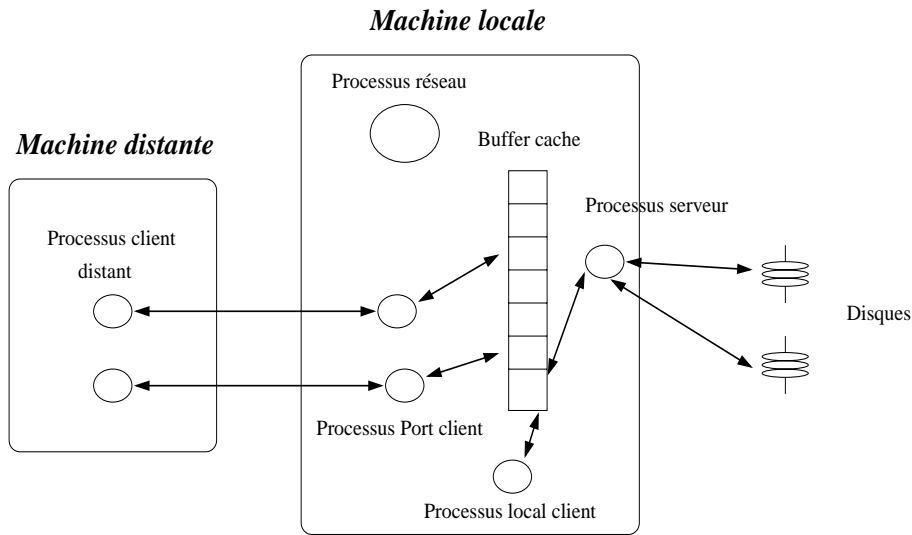 Machine locale
Processus réseau
Machine distante
Buffer cache
Processus serveur
Processus client
distant
Disques
Processus Port client
Processus local client